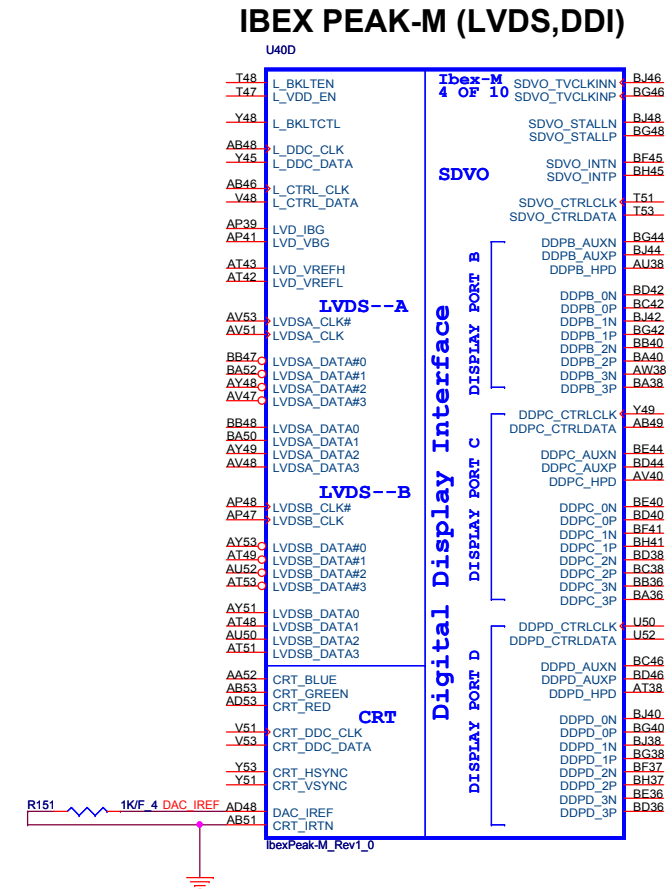 IBEX PEAK-M (LVDS,DDI)
U40D
Ibex-M
4 OF 10
T48 L_BKLTEN
T47 L_VDD_EN
Y48 L_BKLTCTL
AB48 L_DDC_CLK
Y45 L_DDC_DATA
AB46 L_CTRL_CLK
V48 L_CTRL_DATA
AP39 LVD_IBG
AP41 LVD_VBG
AT43 LVD_VREFH
AT42 LVD_VREFL
LVDS--A
AV53 LVDSA_CLK#
AV51 LVDSA_CLK
BB47 LVDSA_DATA#0
BA52 LVDSA_DATA#1
AY48 LVDSA_DATA#2
AV47 LVDSA_DATA#3
BB48 LVDSA_DATA0
BA50 LVDSA_DATA1
AY49 LVDSA_DATA2
AV48 LVDSA_DATA3
LVDS--B
AP48 LVDSB_CLK#
AP47 LVDSB_CLK
AY53 LVDSB_DATA#0
AT49 LVDSB_DATA#1
AU52 LVDSB_DATA#2
AT53 LVDSB_DATA#3
AY51 LVDSB_DATA0
AT48 LVDSB_DATA1
AU50 LVDSB_DATA2
AT51 LVDSB_DATA3
AA52 CRT_BLUE
AB53 CRT_GREEN
AD53 CRT_RED
CRT
V51 CRT_DDC_CLK
V53 CRT_DDC_DATA
Y53 CRT_HSYNC
Y51 CRT_VSYNC
R151 1K/F_4 DAC_IREF AD48 DAC_IREF
AB51 CRT_IRTN
Digital Display Interface
SDVO_TVCLKINN BJ46
SDVO_TVCLKINP BG46
SDVO_STALLN BJ48
SDVO_STALLP BG48
SDVO
SDVO_INTN BF45
SDVO_INTP BH45
SDVO_CTRLCLK T51
SDVO_CTRLDATA T53
DISPLAY PORT B
DDPB_AUXN BG44
DDPB_AUXP BJ44
DDPB_HPD AU38
DDPB_0N BD42
DDPB_0P BC42
DDPB_1N BJ42
DDPB_1P BG42
DDPB_2N BB40
DDPB_2P BA40
DDPB_3N AW38
DDPB_3P BA38
DISPLAY PORT C
DDPC_CTRLCLK Y49
DDPC_CTRLDATA AB49
DDPC_AUXN BE44
DDPC_AUXP BD44
DDPC_HPD AV40
DDPC_0N BE40
DDPC_0P BD40
DDPC_1N BF41
DDPC_1P BH41
DDPC_2N BD38
DDPC_2P BC38
DDPC_3N BB36
DDPC_3P BA36
DISPLAY PORT D
DDPD_CTRLCLK U50
DDPD_CTRLDATA U52
DDPD_AUXN BC46
DDPD_AUXP BD46
DDPD_HPD AT38
DDPD_0N BJ40
DDPD_0P BG40
DDPD_1N BJ38
DDPD_1P BG38
DDPD_2N BF37
DDPD_2P BH37
DDPD_3N BE36
DDPD_3P BD36
IbexPeak-M_Rev1_0